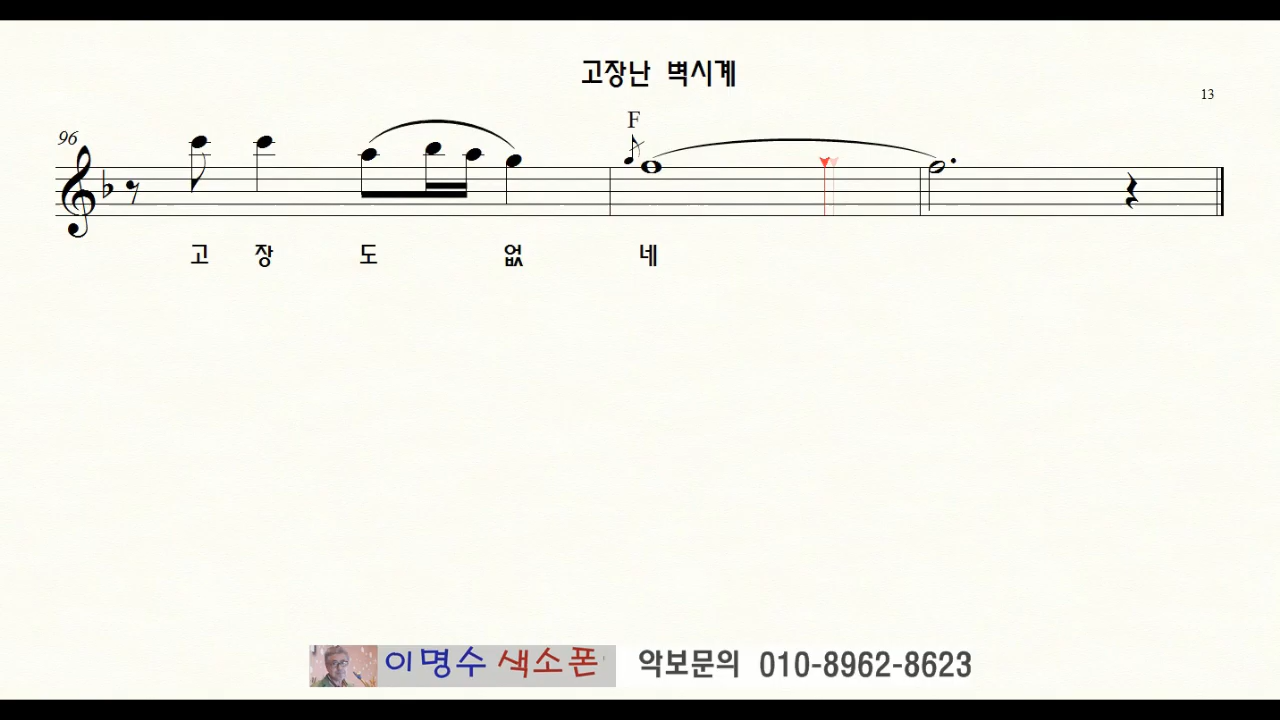 고장난 벽시계
13
96
F
고 장 도 없 네
이명수 색소폰 악보문의 010-8962-8623